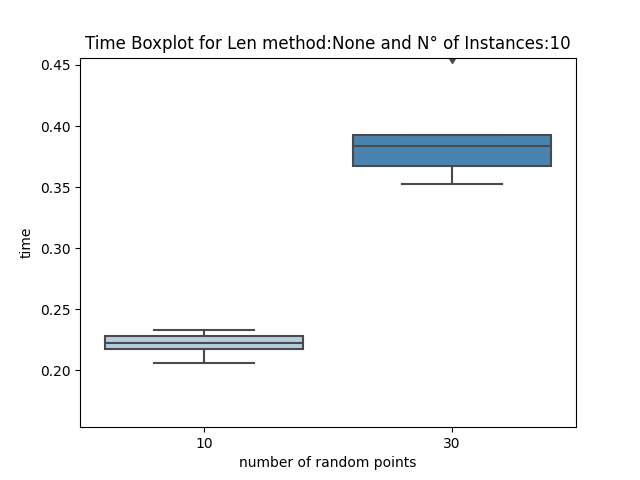 Time Boxplot for Len method:None and N° of Instances:10
0.45
0.40
0.35
0.30
0.25
0.20
time
10
30
number of random points